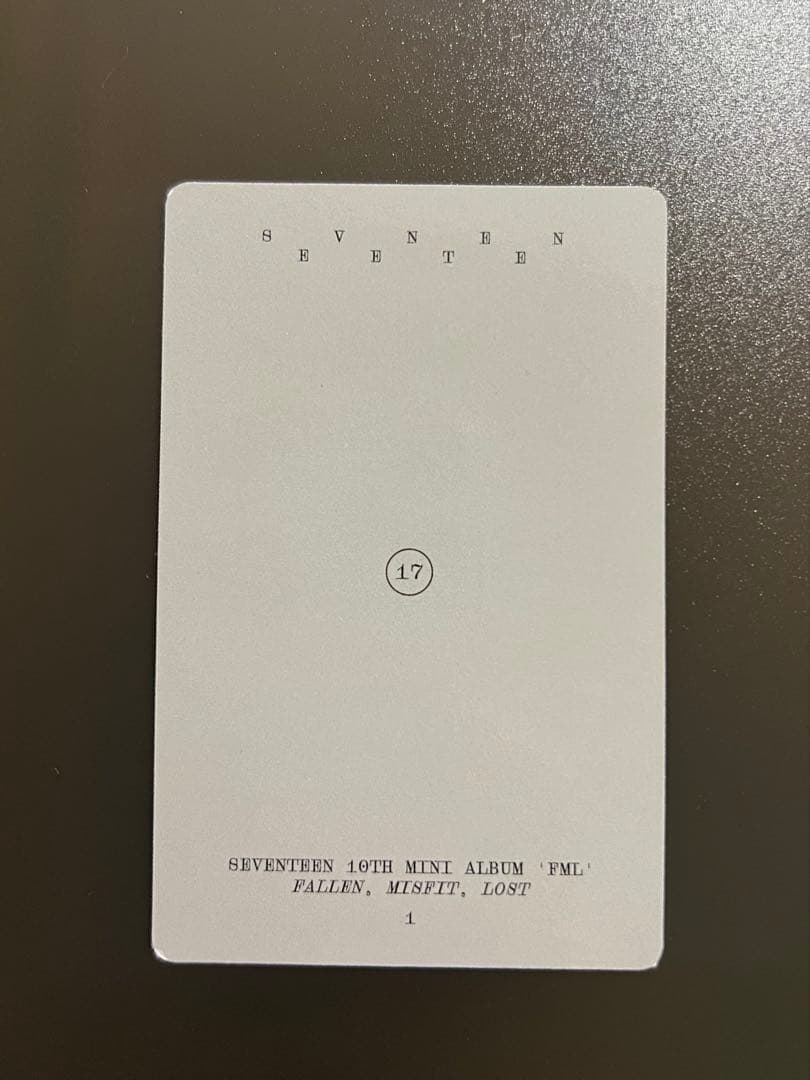 S V N E N
E E T E
17
SEVENTEEN 10TH MINI ALBUM 'FML'
FALLEN, MISFIT, LOST
1